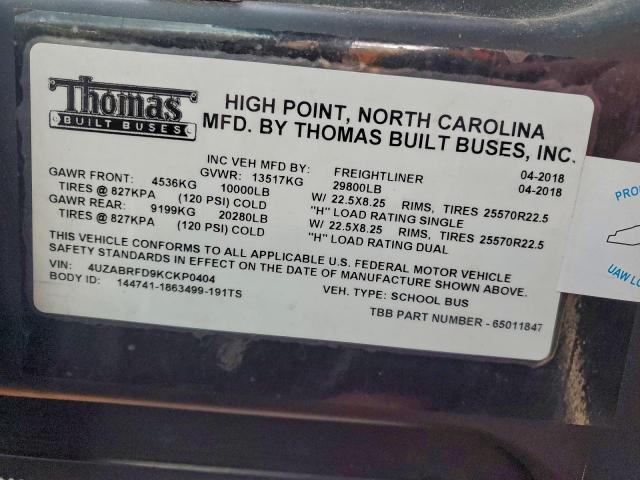 Thomas
BUILT BUSES
HIGH POINT, NORTH CAROLINA
MFD. BY THOMAS BUILT BUSES, INC.
INC VEH MFD BY: FREIGHTLINER 04-2018
GVWR: 13517KG 29800LB 04-2018
GAWR FRONT: 4536KG 10000LB W/ 22.5X8.25 RIMS, TIRES 25570R22.5
TIRES @ 827KPA (120 PSI) COLD "H" LOAD RATING SINGLE
GAWR REAR: 9199KG 20280LB W/ 22.5X8.25 RIMS, TIRES 25570R22.5
TIRES @ 827KPA (120 PSI) COLD "H" LOAD RATING DUAL
THIS VEHICLE CONFORMS TO ALL APPLICABLE U.S. FEDERAL MOTOR VEHICLE
SAFETY STANDARDS IN EFFECT ON THE DATE OF MANUFACTURE SHOWN ABOVE.
VIN: 4UZABRFD9KCKP0404
BODY ID: 144741-1863499-191TS VEH. TYPE: SCHOOL BUS
TBB PART NUMBER - 65011847
UAW LO